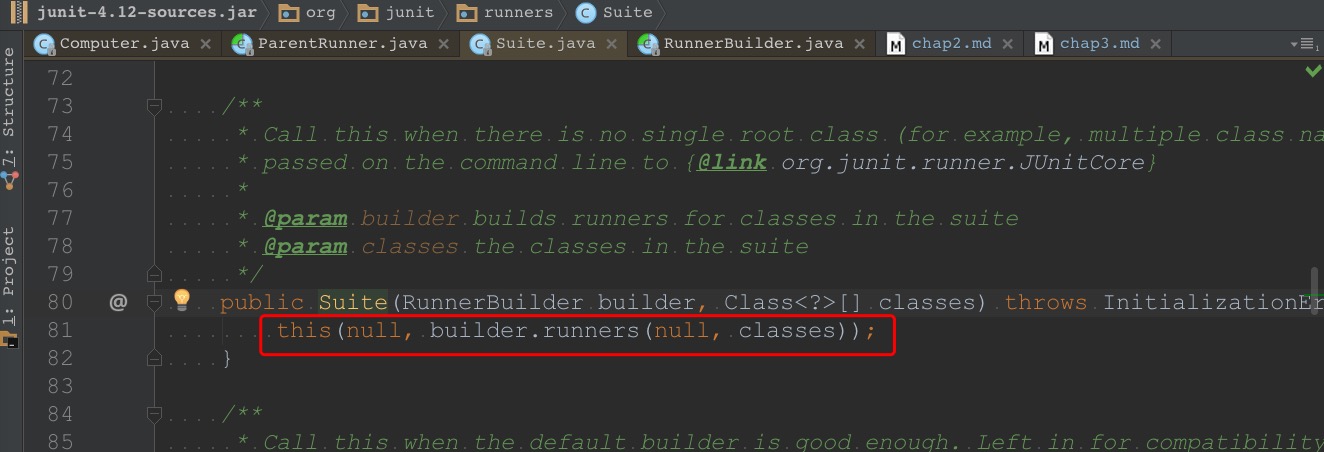 junit-4.12-sources.jar org junit runners Suite
Computer.java ParentRunner.java Suite.java RunnerBuilder.java chap2.md chap3.md
7: Structure
1: Project
72
73 /**
74 * Call this when there is no single root class (for example, multiple class na
75 * passed on the command line to {@link org.junit.runner.JUnitCore}
76 *
77 * @param builder builds runners for classes in the suite
78 * @param classes the classes in the suite
79 */
80 @ public Suite(RunnerBuilder builder, Class<?>[] classes) throws InitializationEr
81 this(null, builder.runners(null, classes));
82 }
83
84 /**
85 * Call this when the default builder is good enough. Left in for compatibility